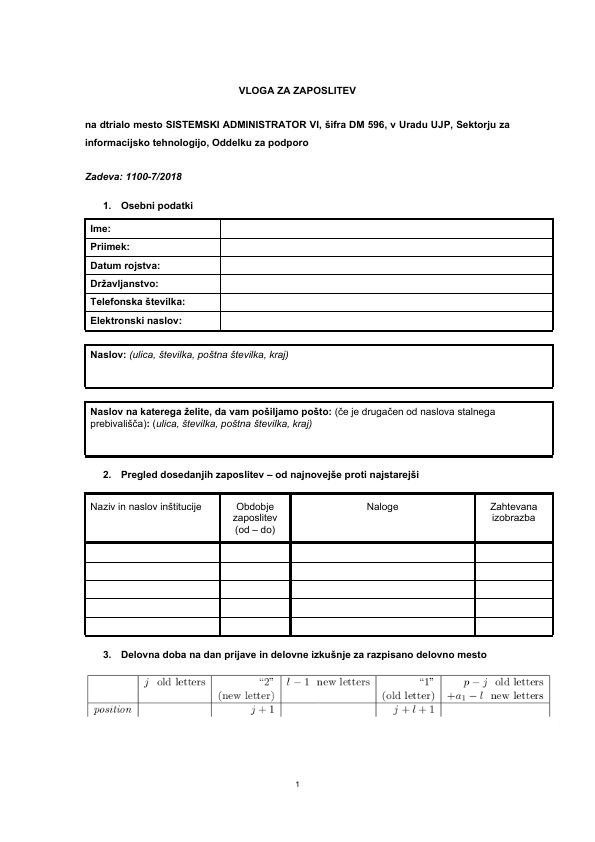 VLOGA ZA ZAPOSLITEV
na dtrialo mesto SISTEMSKI ADMINISTRATOR VI, šifra DM 596, v Uradu UJP, Sektorju za
informacijsko tehnologijo, Oddelku za podporo
Zadeva: 1100-7/2018
1. Osebni podatki
Ime:
Priimek:
Datum rojstva:
Državljanstvo:
Telefonska številka:
Elektronski naslov:
Naslov: (ulica, številka, poštna številka, kraj)
Naslov na katerega želite, da vam pošiljamo pošto: (če je drugačen od naslova stalnega
prebivališča): (ulica, številka, poštna številka, kraj)
2. Pregled dosedanjih zaposlitev – od najnovejše proti najstarejši
Naziv in naslov inštitucije Obdobje Naloge Zahtevana
zaposlitev izobrazba
(od – do)
3. Delovna doba na dan prijave in delovne izkušnje za razpisano delovno mesto
j old letters “2” l − 1 new letters “1” p − j old letters
(new letter) (old letter) +a₁ − l new letters
position j + 1 j + l + 1
1